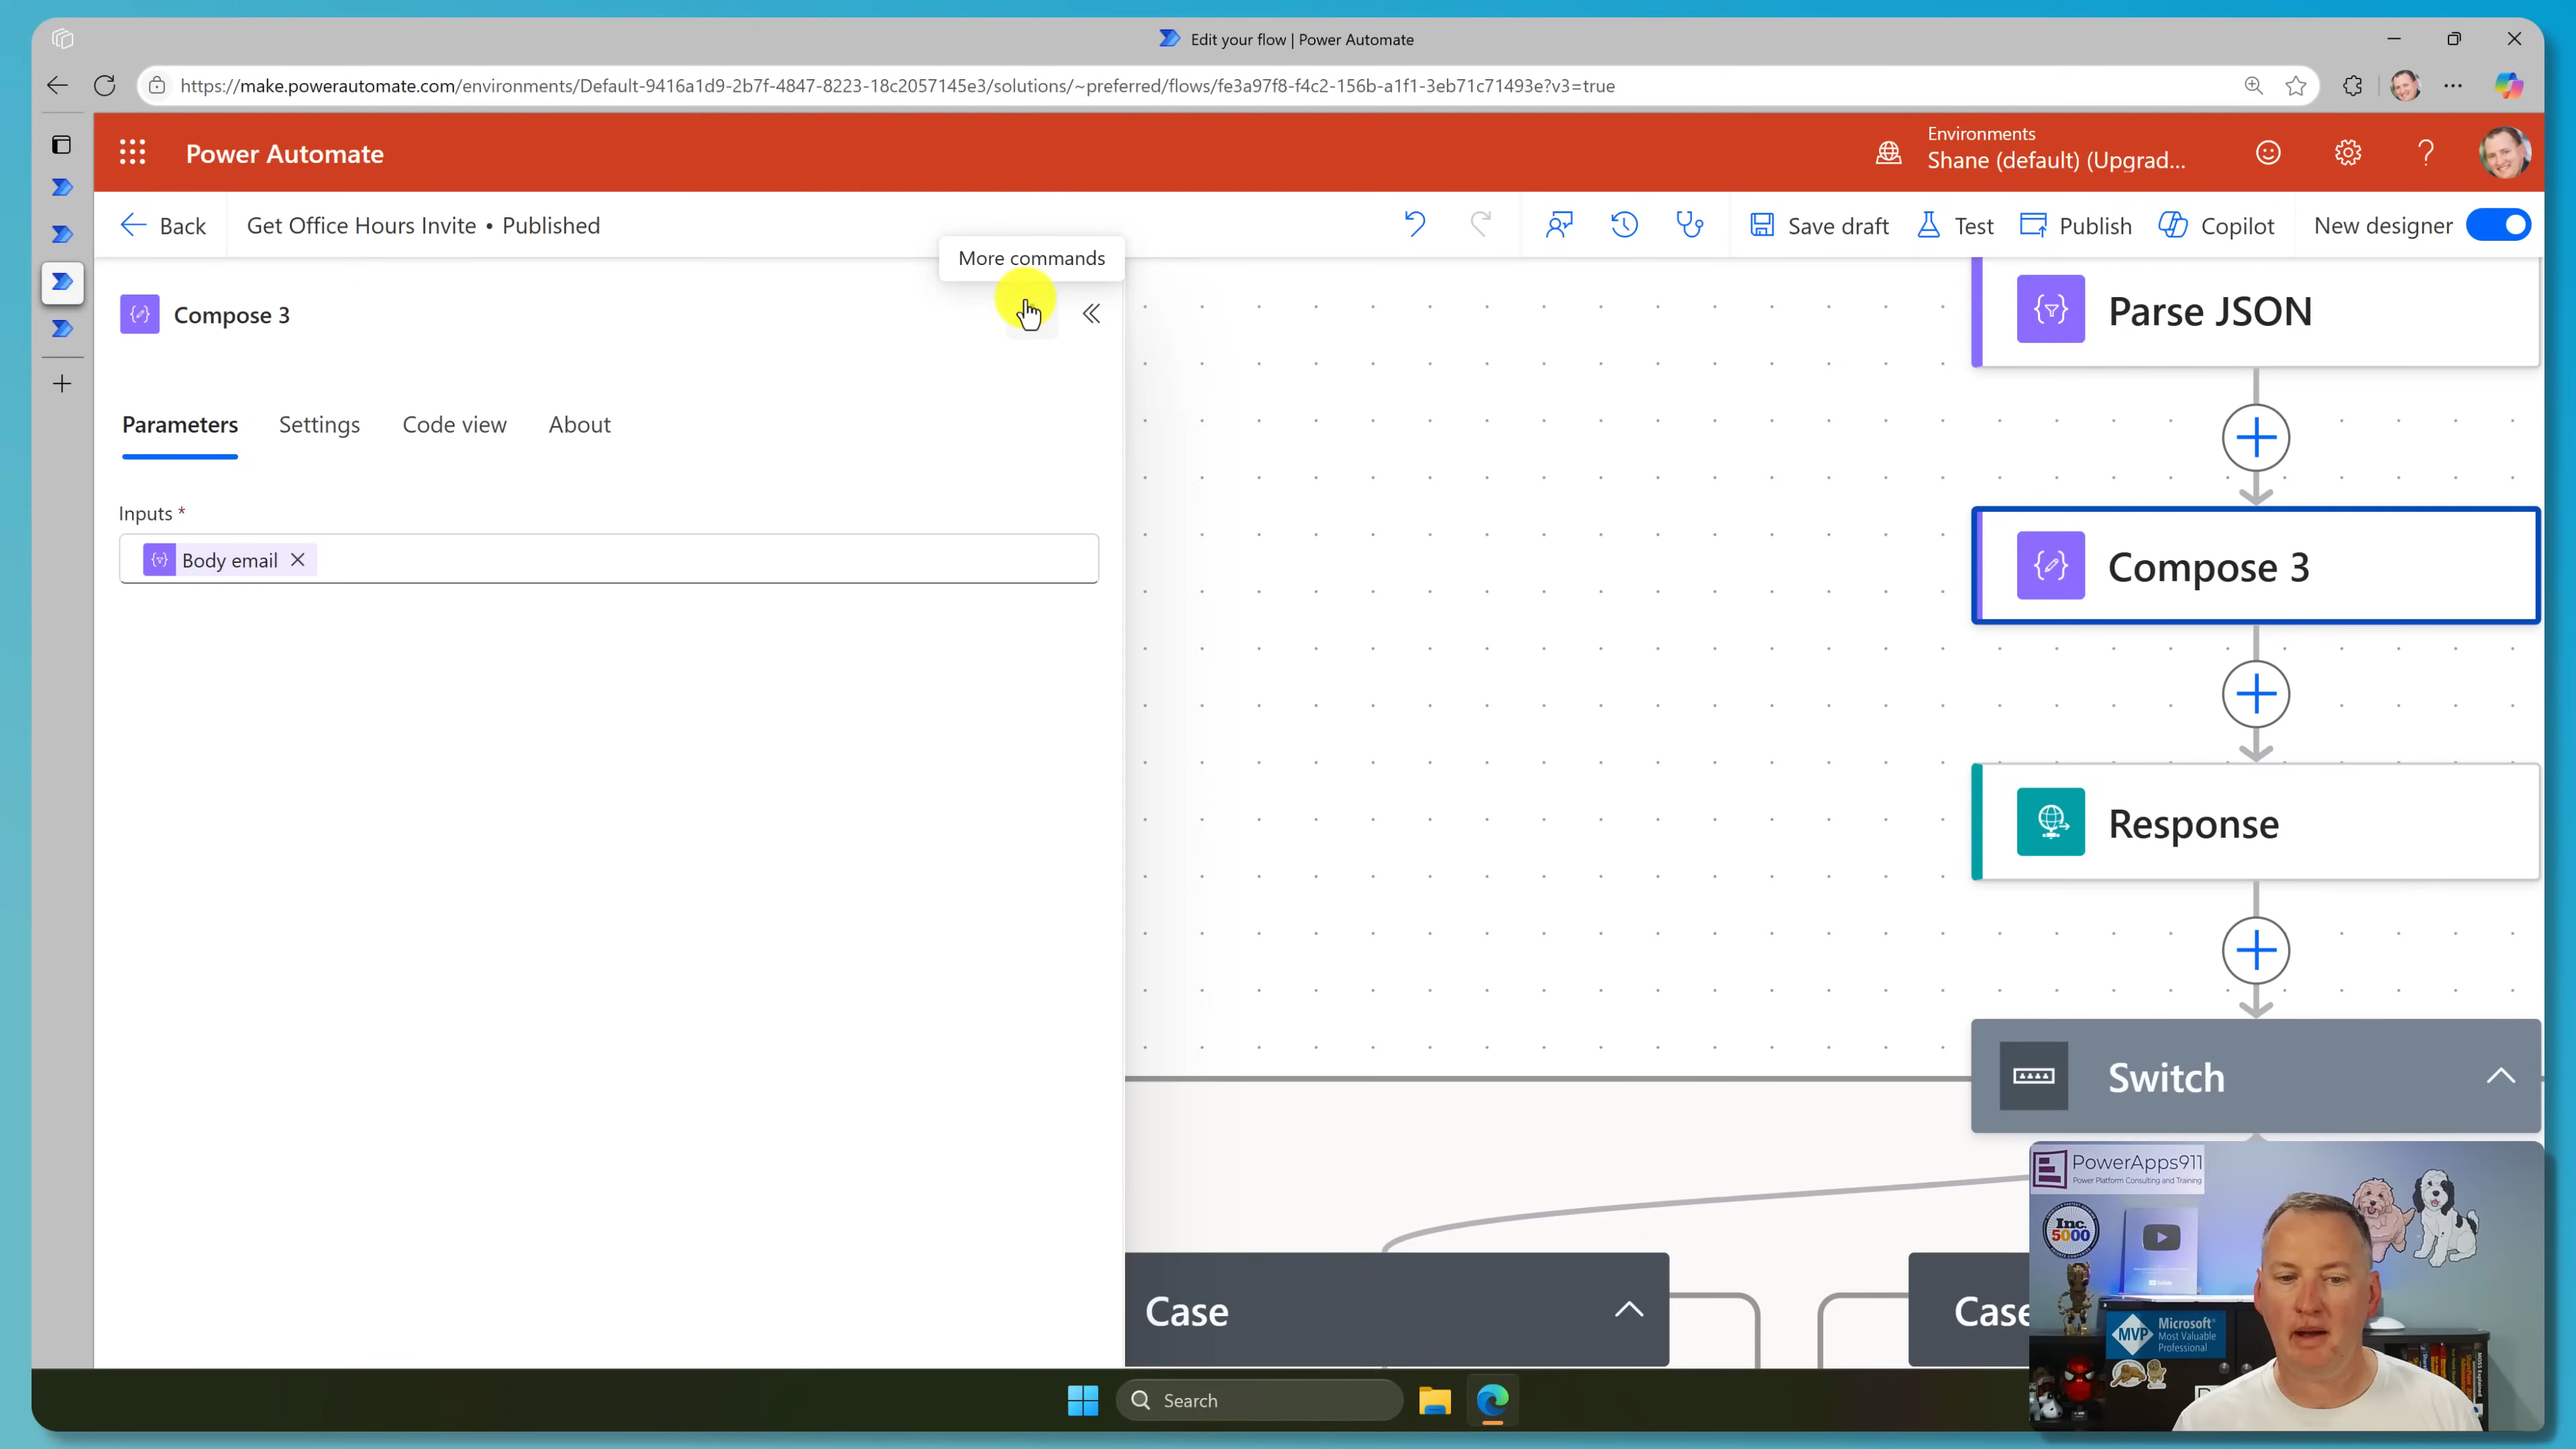 Edit your flow | Power Automate
https://make.powerautomate.com/environments/Default-9416a1d9-2b7f-4847-8223-18c2057145e3/solutions/~preferred/flows/fe3a97f8-f4c2-156b-a1f1-3eb71c71493e?v3=true
Power Automate
Environments
Shane (default) (Upgrad...
Back
Get Office Hours Invite • Published
Save draft
Test
Publish
Copilot
New designer
More commands
Compose 3
Parameters
Settings
Code view
About
Inputs *
Body email
Parse JSON
Compose 3
Response
Switch
Case
Case
PowerApps911
Power Platform Consulting and Training
Inc.
5000
Microsoft
Most Valuable
Professional
MVP
Search